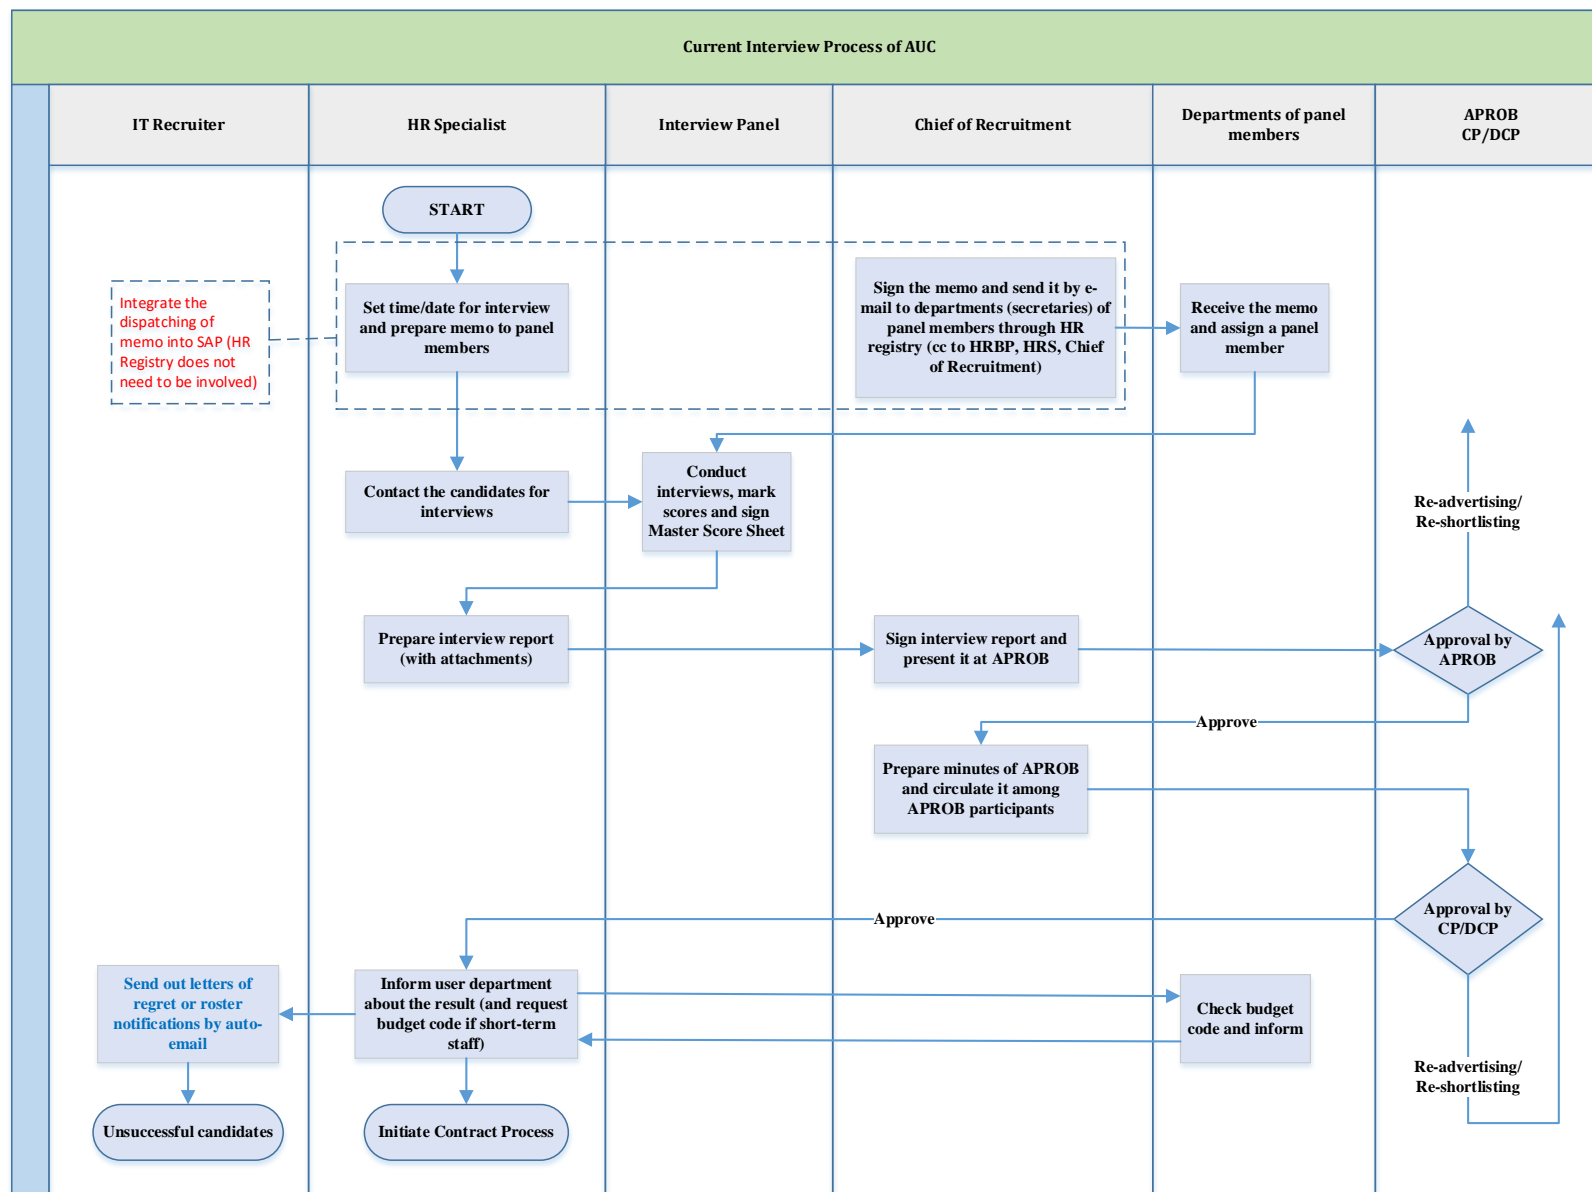 Current Interview Process of AUC
IT Recruiter
HR Specialist
Interview Panel
Chief of Recruitment
Departments of panel
members
APROB
CP/DCP
START
Integrate the
dispatching of
memo into SAP (HR
Registry does not
need to be involved)
Set time/date for interview
and prepare memo to panel
members
Sign the memo and send it by e-
mail to departments (secretaries) of
panel members through HR
registry (cc to HRBP, HRS, Chief
of Recruitment)
Receive the memo
and assign a panel
member
Contact the candidates for
interviews
Conduct
interviews, mark
scores and sign
Master Score Sheet
Re-advertising/
Re-shortlisting
Prepare interview report
(with attachments)
Sign interview report and
present it at APROB
Approval by
APROB
Approve
Prepare minutes of APROB
and circulate it among
APROB participants
Approve
Approval by
CP/DCP
Send out letters of
regret or roster
notifications by auto-
email
Inform user department
about the result (and request
budget code if short-term
staff)
Check budget
code and inform
Re-advertising/
Re-shortlisting
Unsuccessful candidates
Initiate Contract Process